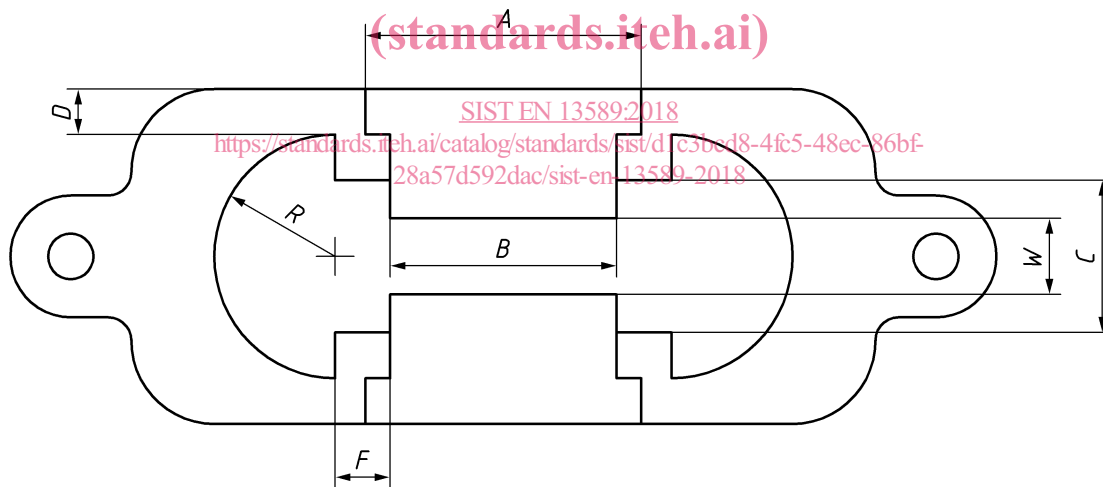 A
(standards.iteh.ai)
D
SIST EN 13589:2018
https://standards.iteh.ai/catalog/standards/sist/d1c3bcd8-4fc5-48ec-86bf-
28a57d592dac/sist-en-13589-2018
R
B
W
C
F